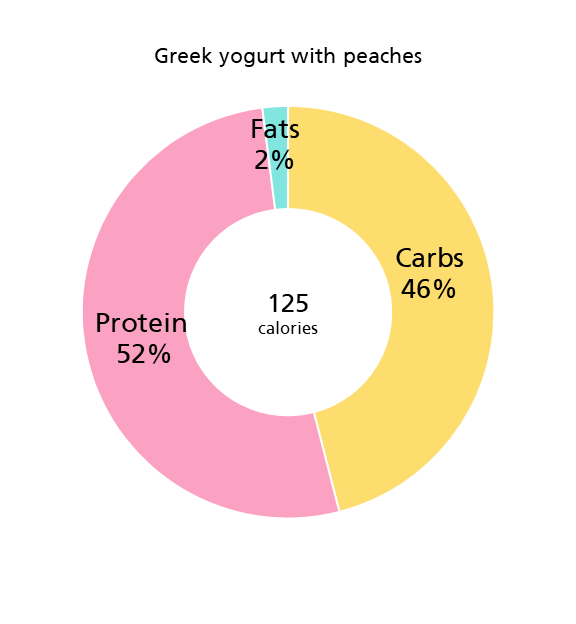 Greek yogurt with peaches
Fats
2%
Carbs
46%
125
calories
Protein
52%